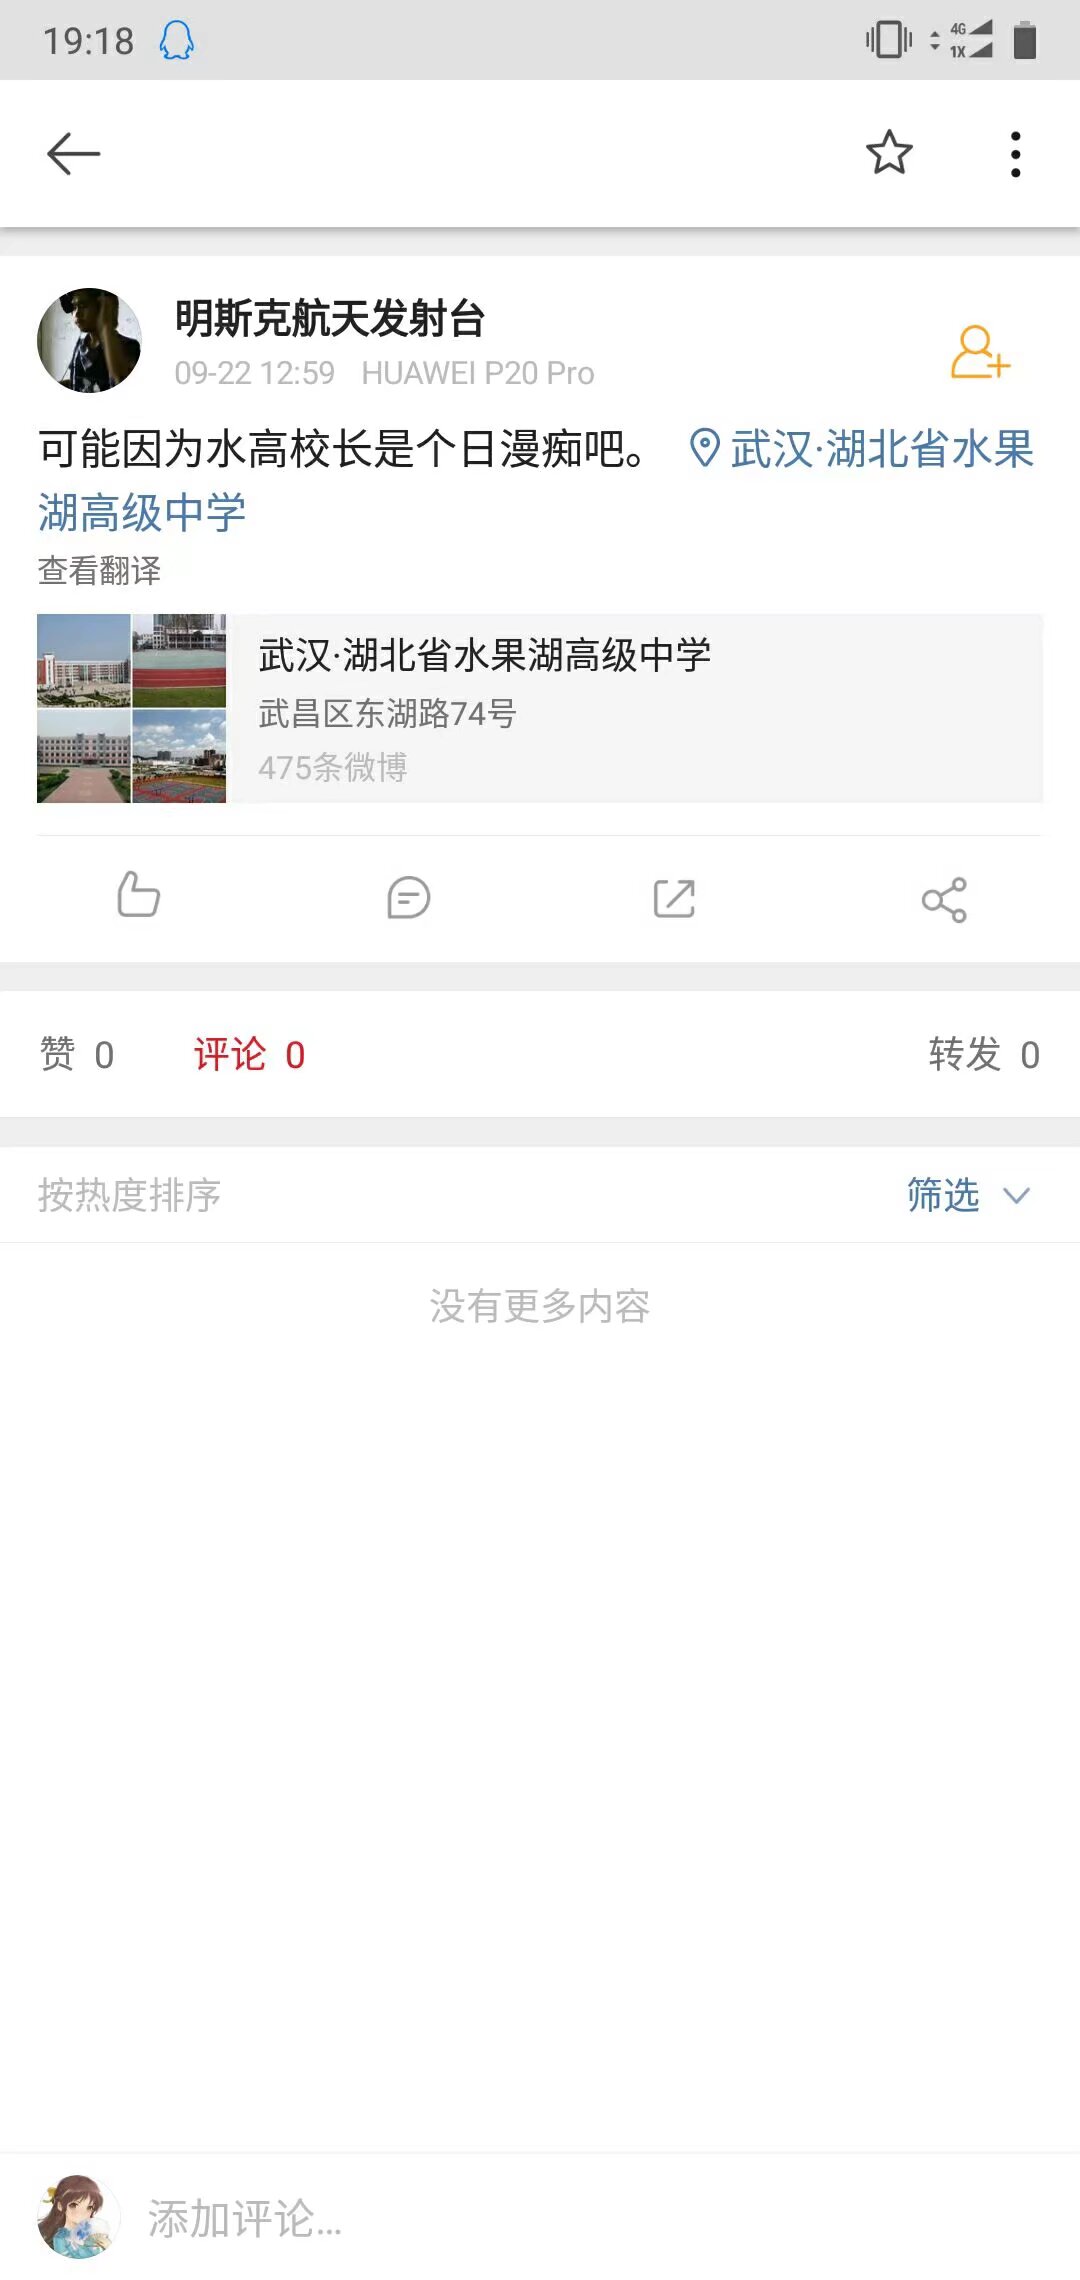 19:18
4G
1X
明斯克航天发射台
09-22 12:59 HUAWEI P20 Pro
可能因为水高校长是个日漫痴吧。 武汉·湖北省水果
湖高级中学
查看翻译
武汉·湖北省水果湖高级中学
武昌区东湖路74号
475条微博
赞 0 评论 0 转发 0
按热度排序 筛选
没有更多内容
添加评论...